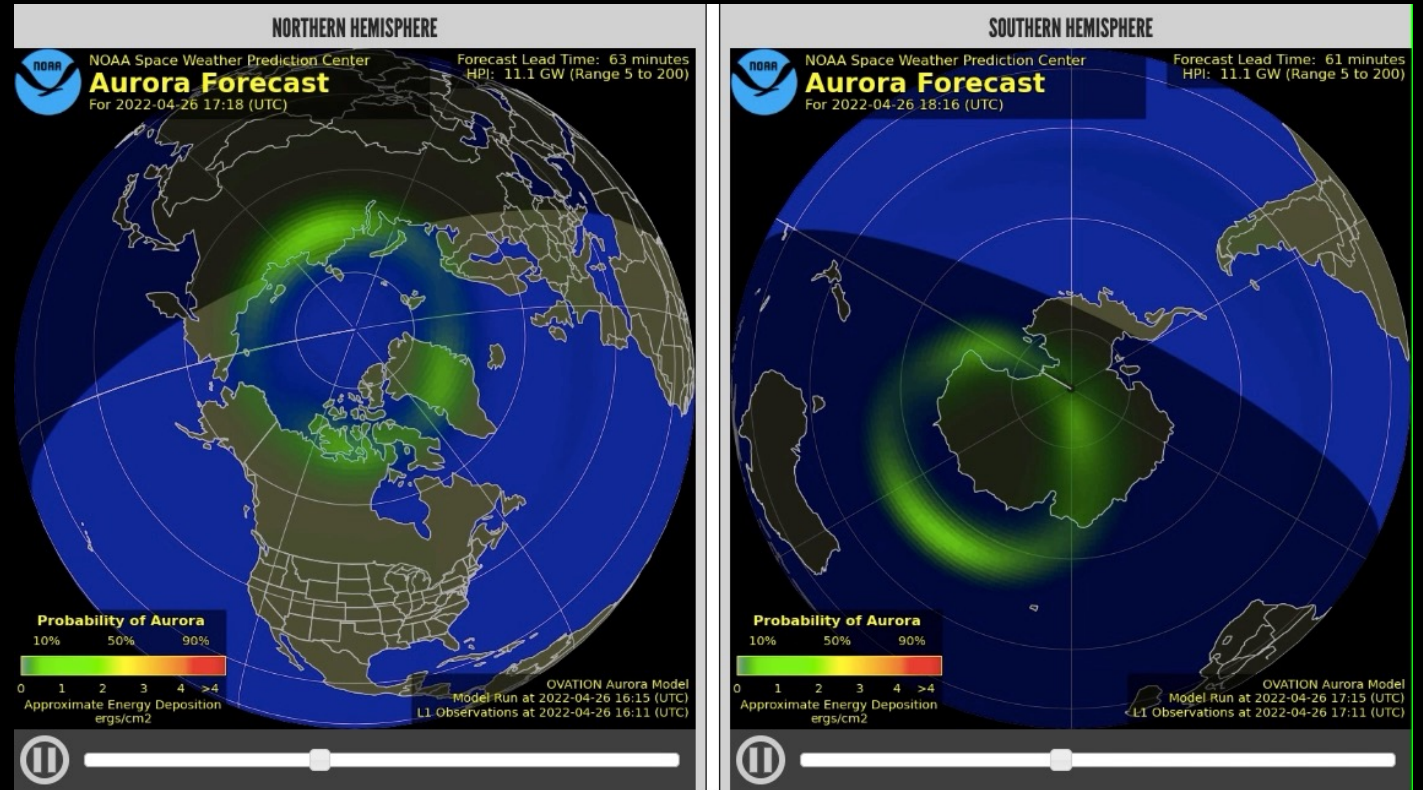 NORTHERN HEMISPHERE
NOAA
NOAA Space Weather Prediction Center
Aurora Forecast
For 2022-04-26 17:18 (UTC)
Forecast Lead Time: 63 minutes
HPI: 11.1 GW (Range 5 to 200)
Probability of Aurora
10% 50% 90%
0 1 2 3 4 >4
Approximate Energy Deposition
ergs/cm2
OVATION Aurora Model
Model Run at 2022-04-26 16:15 (UTC)
L1 Observations at 2022-04-26 16:11 (UTC)
SOUTHERN HEMISPHERE
NOAA
NOAA Space Weather Prediction Center
Aurora Forecast
For 2022-04-26 18:16 (UTC)
Forecast Lead Time: 61 minutes
HPI: 11.1 GW (Range 5 to 200)
Probability of Aurora
10% 50% 90%
0 1 2 3 4 >4
Approximate Energy Deposition
ergs/cm2
OVATION Aurora Model
Model Run at 2022-04-26 17:15 (UTC)
L1 Observations at 2022-04-26 17:11 (UTC)